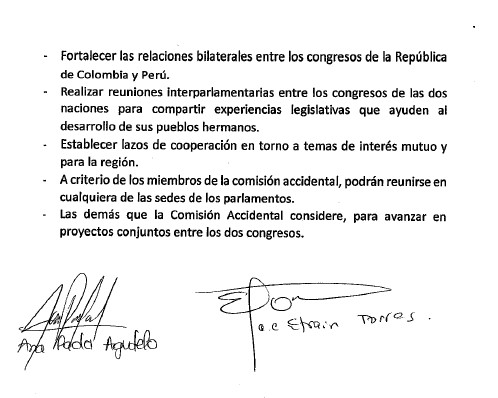 - Fortalecer las relaciones bilaterales entre los congresos de la República
de Colombia y Perú.
- Realizar reuniones interparlamentarias entre los congresos de las dos
naciones para compartir experiencias legislativas que ayuden al
desarrollo de sus pueblos hermanos.
- Establecer lazos de cooperación en torno a temas de interés mutuo y
para la región.
- A criterio de los miembros de la comisión accidental, podrán reunirse en
cualquiera de las sedes de los parlamentos.
- Las demás que la Comisión Accidental considere, para avanzar en
proyectos conjuntos entre los dos congresos.
Ana Paola Agudelo
Efrain Torres.